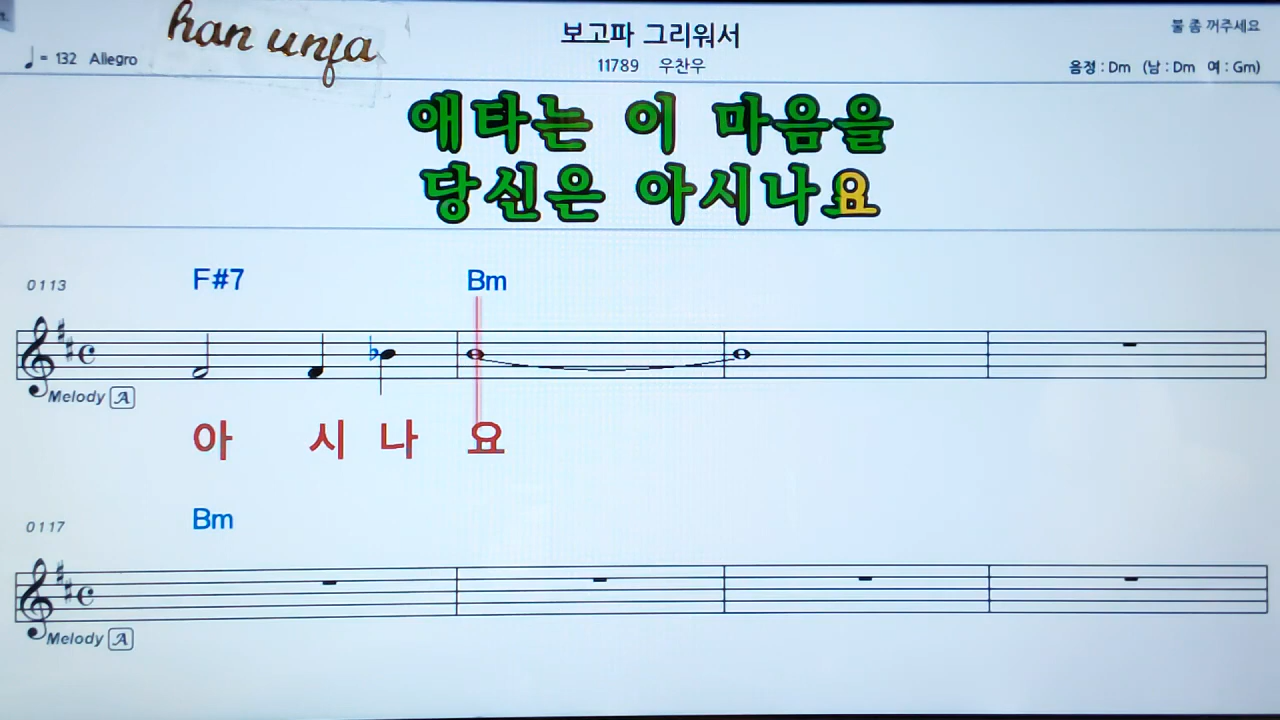 han unja
보고파 그리워서
불 좀 꺼주세요
♩ = 132 Allegro
11789 우찬우
음정 : Dm (남 : Dm 여 : Gm)
애타는 이 마음을
당신은 아시나요
0113
F#7 Bm
Melody A
아 시 나 요
0117
Bm
Melody A